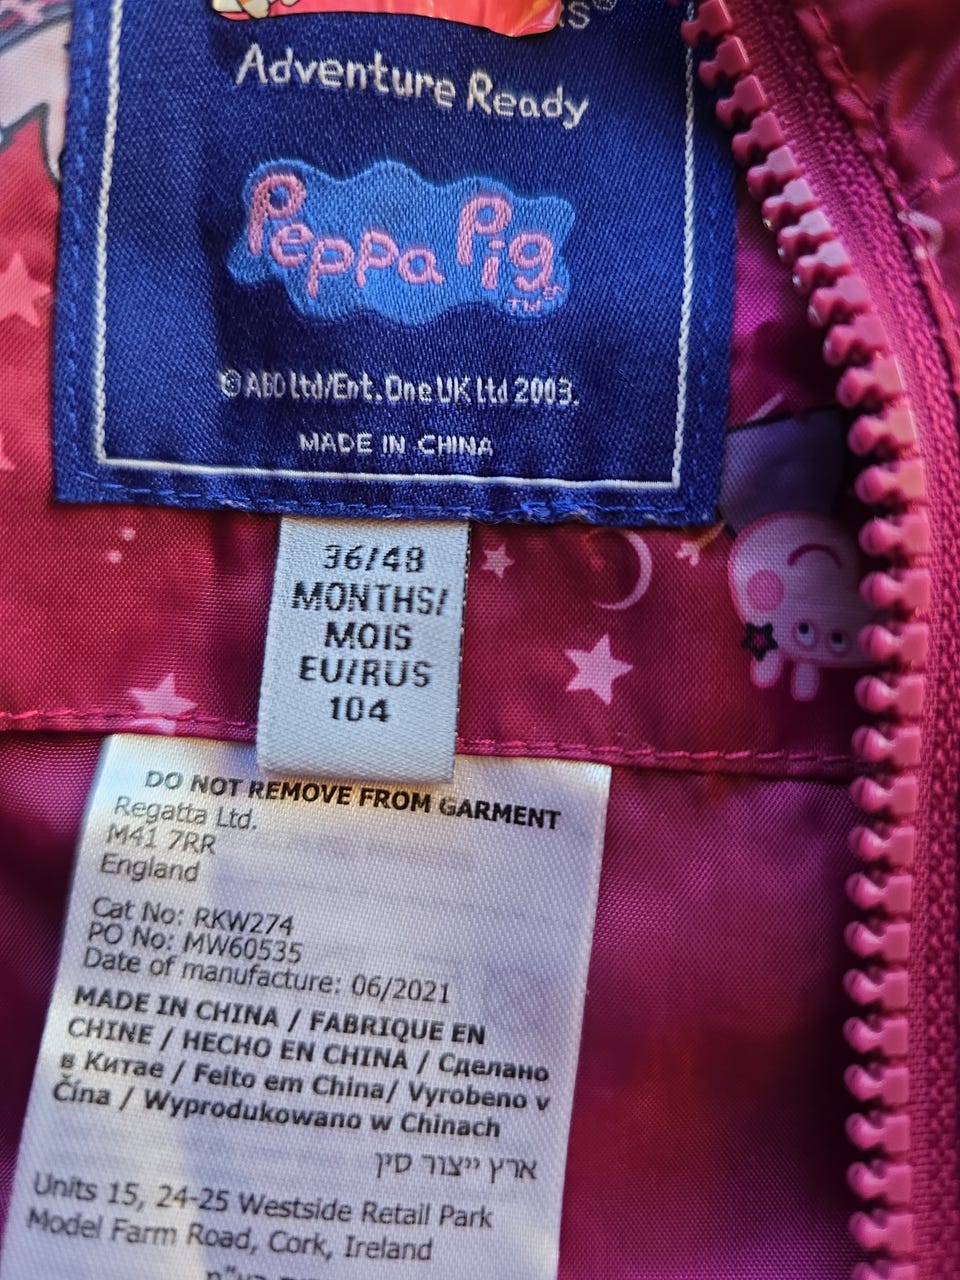 Adventure Ready
Peppa Pig
TM
© ABD Ltd/Ent. One UK Ltd 2003.
MADE IN CHINA
36/48
MONTHS/
MOIS
EU/RUS
104
DO NOT REMOVE FROM GARMENT
Regatta Ltd.
M41 7RR
England
Cat No: RKW274
PO No: MW60535
Date of manufacture: 06/2021
MADE IN CHINA / FABRIQUE EN
CHINE / HECHO EN CHINA / Сделано
в Китае / Feito em China/ Vyrobeno v
Čína / Wyprodukowano w Chinach
ארץ ייצור סין
Units 15, 24-25 Westside Retail Park
Model Farm Road, Cork, Ireland